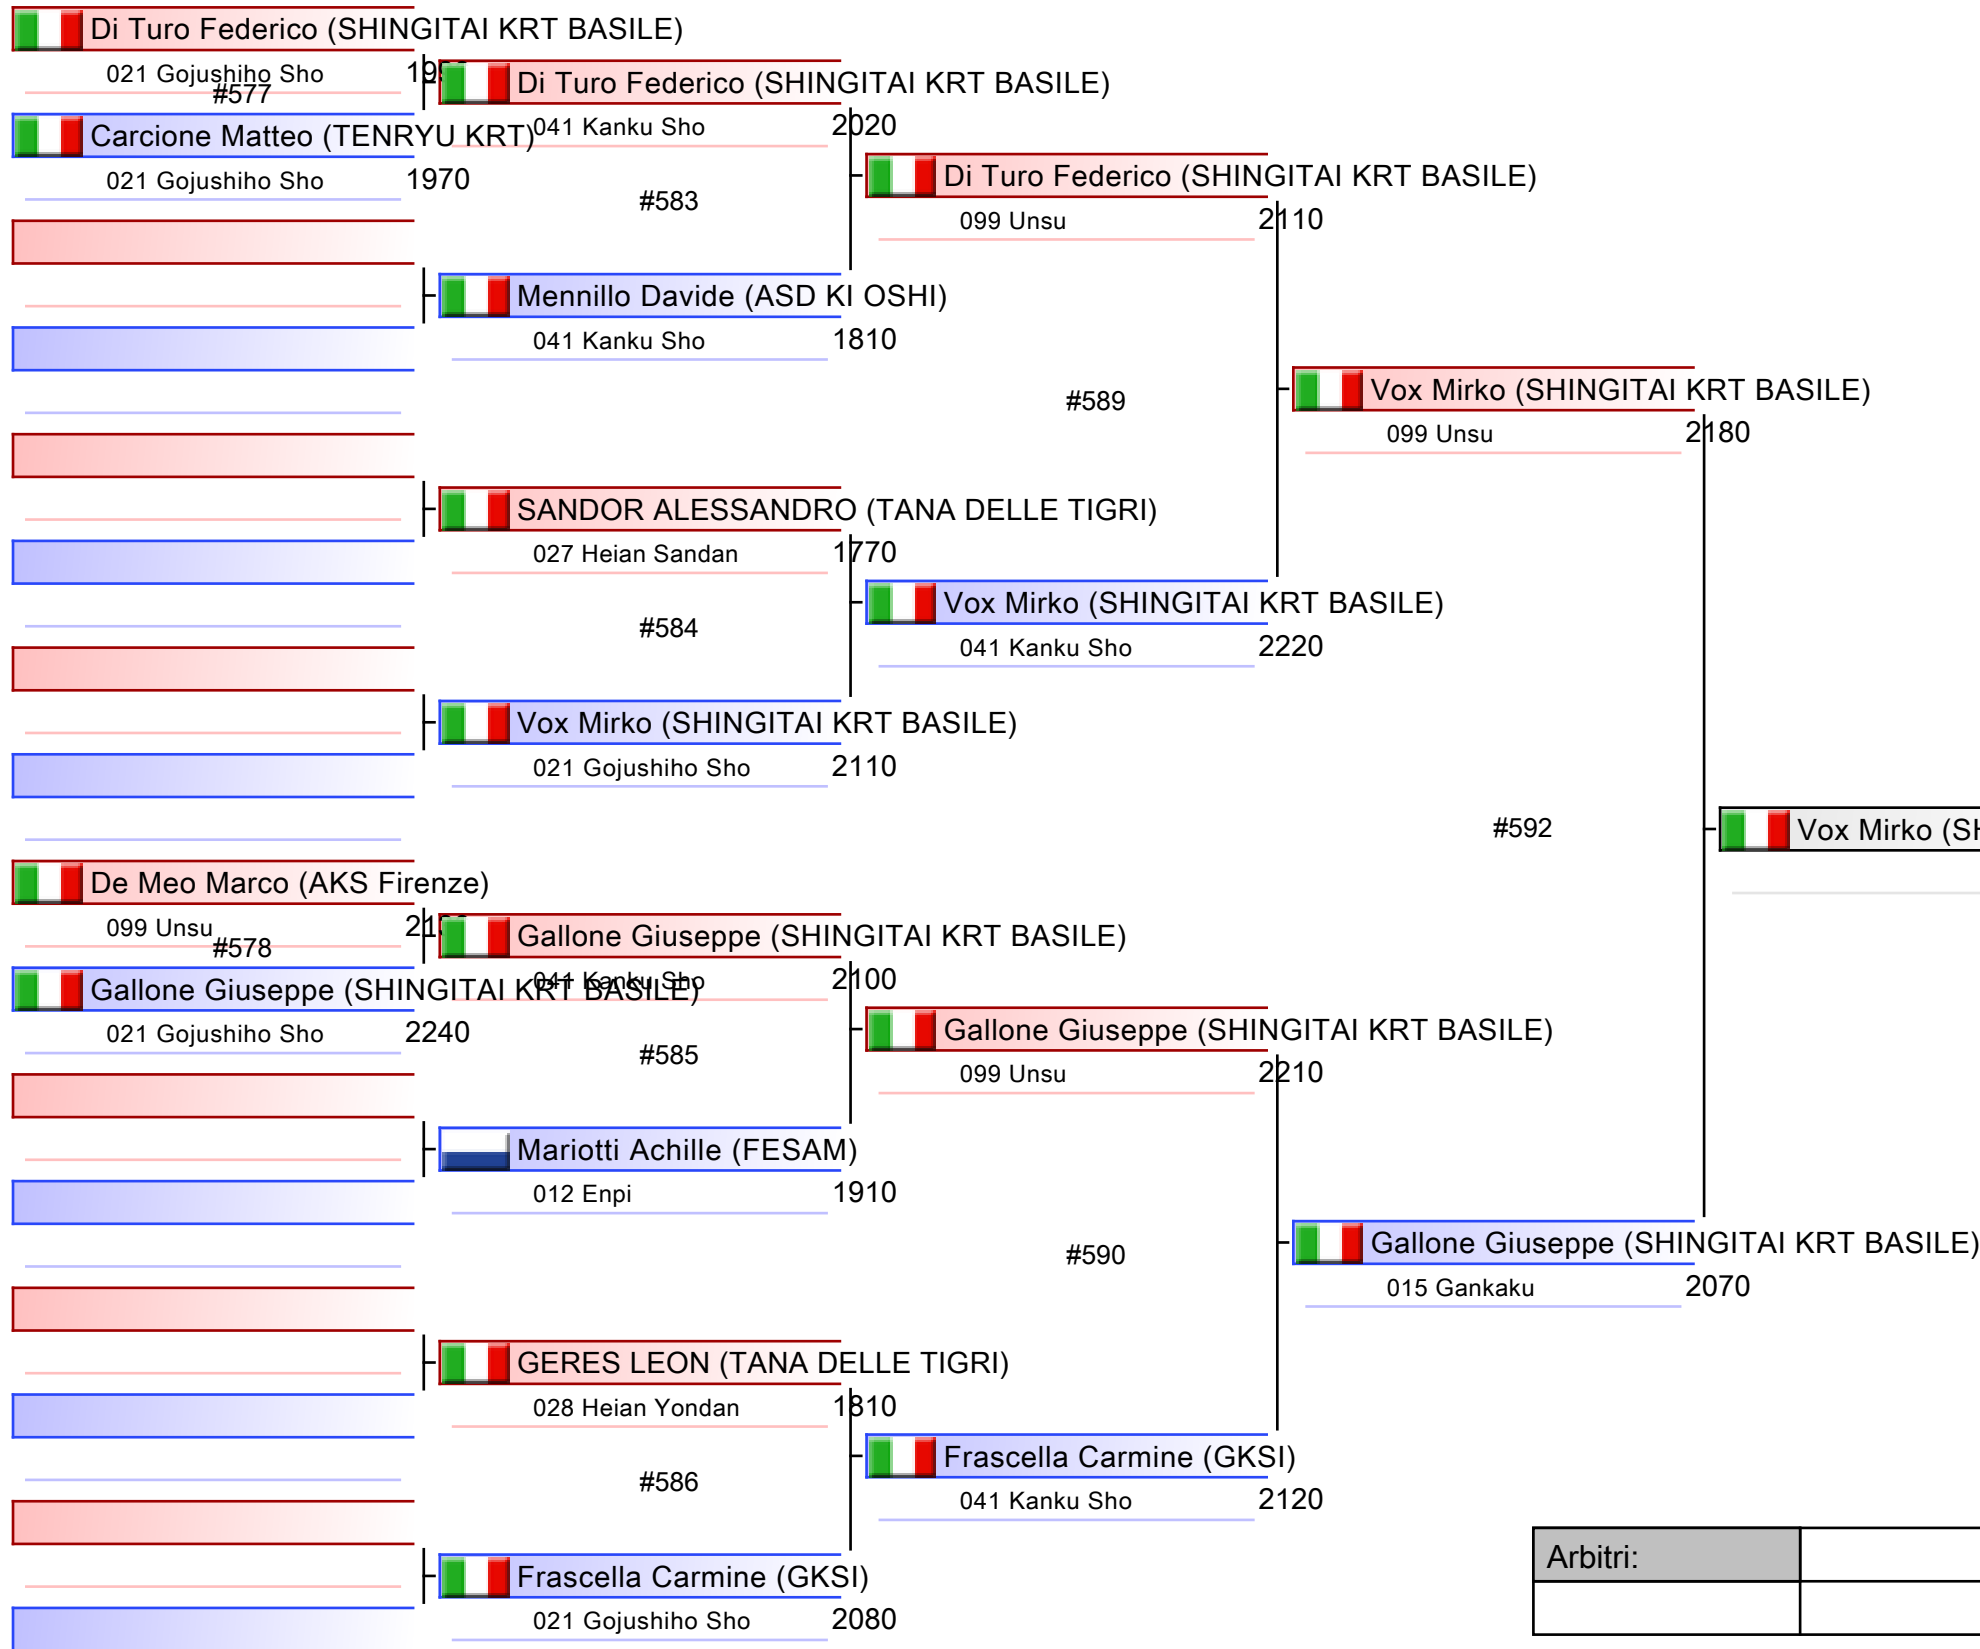 Di Turo Federico (SHINGITAI KRT BASILE)
021 Gojushiho Sho
#577
Carcione Matteo (TENRYU KRT)
021 Gojushiho Sho 1970
Di Turo Federico (SHINGITAI KRT BASILE)
041 Kanku Sho 2020
#583
Mennillo Davide (ASD KI OSHI)
041 Kanku Sho 1810
Di Turo Federico (SHINGITAI KRT BASILE)
099 Unsu 2110
#589
SANDOR ALESSANDRO (TANA DELLE TIGRI)
027 Heian Sandan 1770
#584
Vox Mirko (SHINGITAI KRT BASILE)
021 Gojushiho Sho 2110
Vox Mirko (SHINGITAI KRT BASILE)
041 Kanku Sho 2220
Vox Mirko (SHINGITAI KRT BASILE)
099 Unsu 2180
#592
Vox Mirko (SH
De Meo Marco (AKS Firenze)
099 Unsu
#578
Gallone Giuseppe (SHINGITAI KRT BASILE)
021 Gojushiho Sho 2240
Gallone Giuseppe (SHINGITAI KRT BASILE)
041 Kanku Sho 2100
#585
Mariotti Achille (FESAM)
012 Enpi 1910
Gallone Giuseppe (SHINGITAI KRT BASILE)
099 Unsu 2210
#590
Gallone Giuseppe (SHINGITAI KRT BASILE)
015 Gankaku 2070
GERES LEON (TANA DELLE TIGRI)
028 Heian Yondan 1810
#586
Frascella Carmine (GKSI)
021 Gojushiho Sho 2080
Frascella Carmine (GKSI)
041 Kanku Sho 2120
Arbitri: